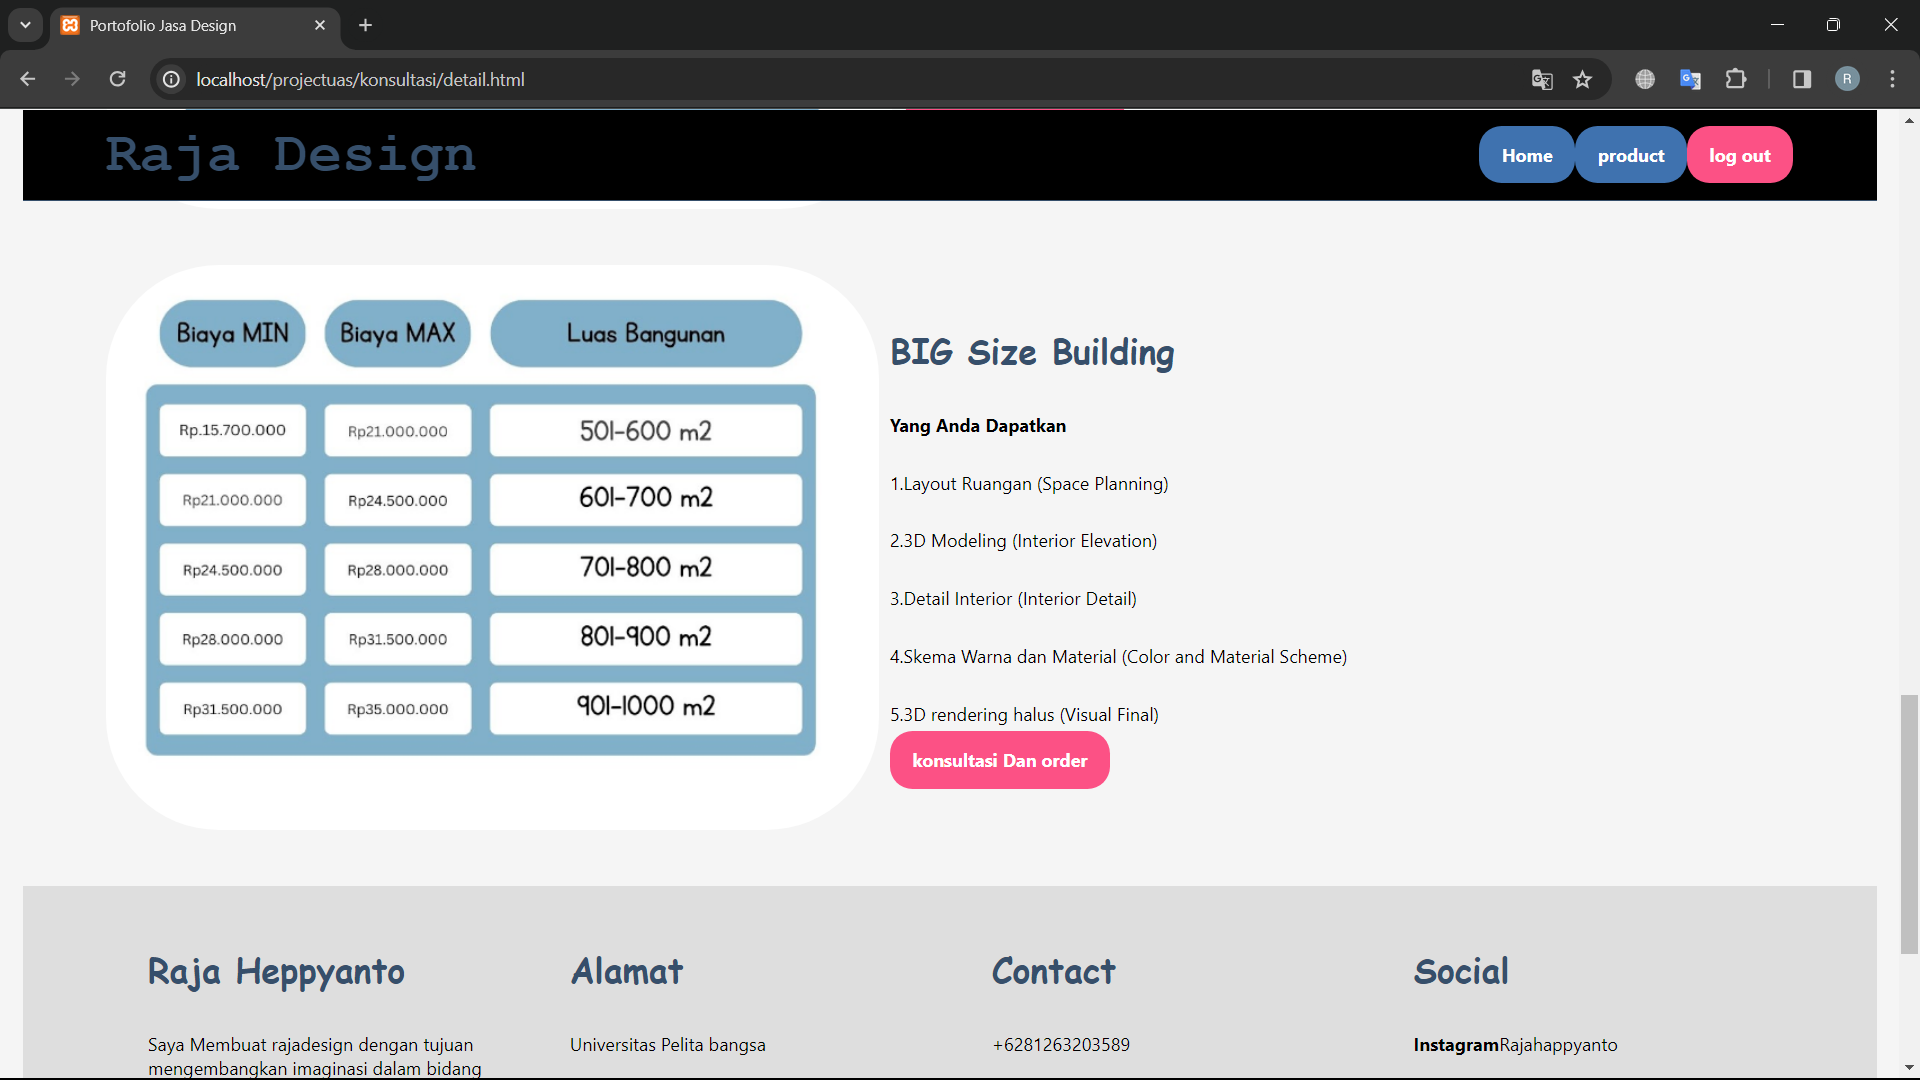 Portofolio Jasa Design
localhost/projectuas/konsultasi/detail.html
R
Raja Design
Home
product
log out
Biaya MIN
Biaya MAX
Luas Bangunan
Rp.15.700.000
Rp21.000.000
501-600 m2
Rp21.000.000
Rp24.500.000
601-700 m2
Rp24.500.000
Rp28.000.000
701-800 m2
Rp28.000.000
Rp31.500.000
801-900 m2
Rp31.500.000
Rp35.000.000
901-1000 m2
BIG Size Building
Yang Anda Dapatkan
1.Layout Ruangan (Space Planning)
2.3D Modeling (Interior Elevation)
3.Detail Interior (Interior Detail)
4.Skema Warna dan Material (Color and Material Scheme)
5.3D rendering halus (Visual Final)
konsultasi Dan order
Raja Heppyanto
Saya Membuat rajadesign dengan tujuan
mengembangkan imaginasi dalam bidang
Alamat
Universitas Pelita bangsa
Contact
+6281263203589
Social
InstagramRajahappyanto